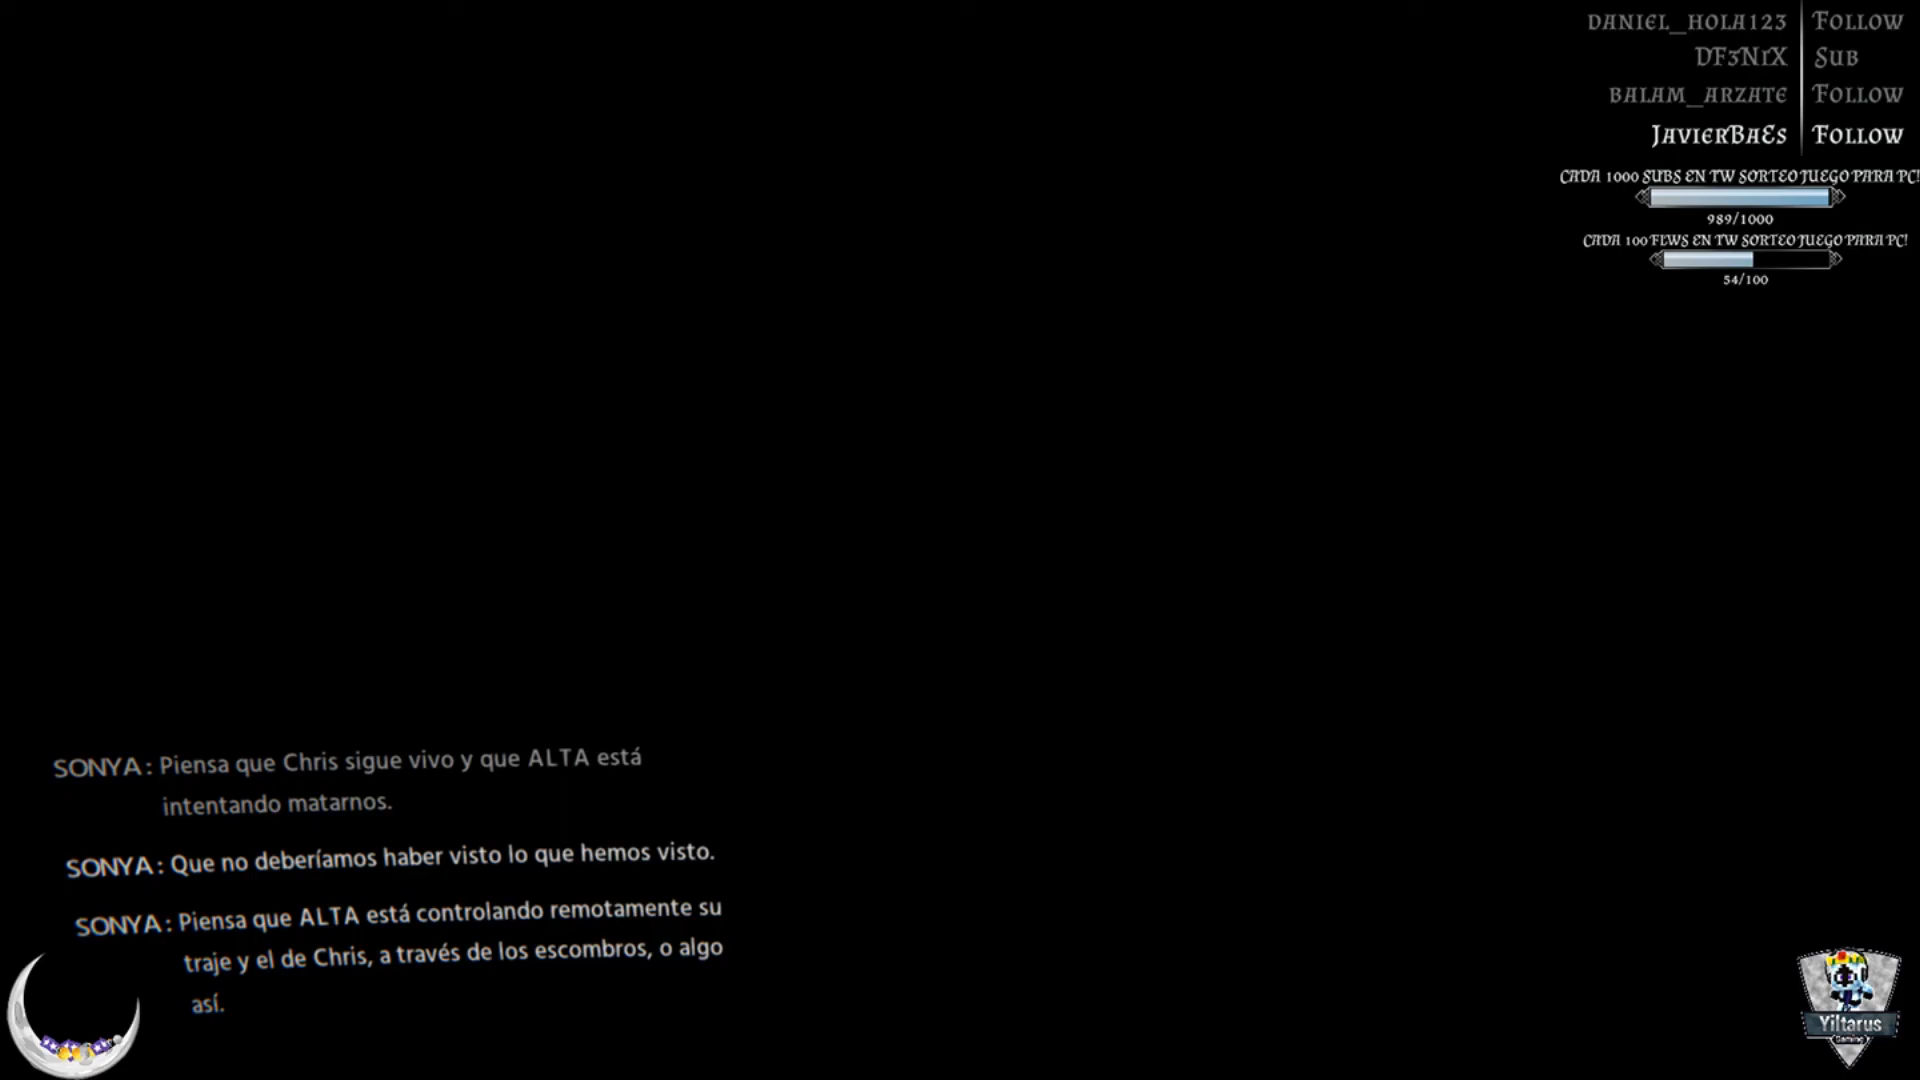 DANIEL_HOLA123 Follow
DF3N1X Sub
BALAM_ARZATE Follow
JavierBaEs Follow
CADA 1000 SUBS EN TW SORTEO JUEGO PARA PC!
989/1000
CADA 100 FLWS EN TW SORTEO JUEGO PARA PC!
54/100
SONYA: Piensa que Chris sigue vivo y que ALTA está
intentando matarnos.
SONYA: Que no deberíamos haber visto lo que hemos visto.
SONYA: Piensa que ALTA está controlando remotamente su
traje y el de Chris, a través de los escombros, o algo
así.
Yiltarus
Gaming